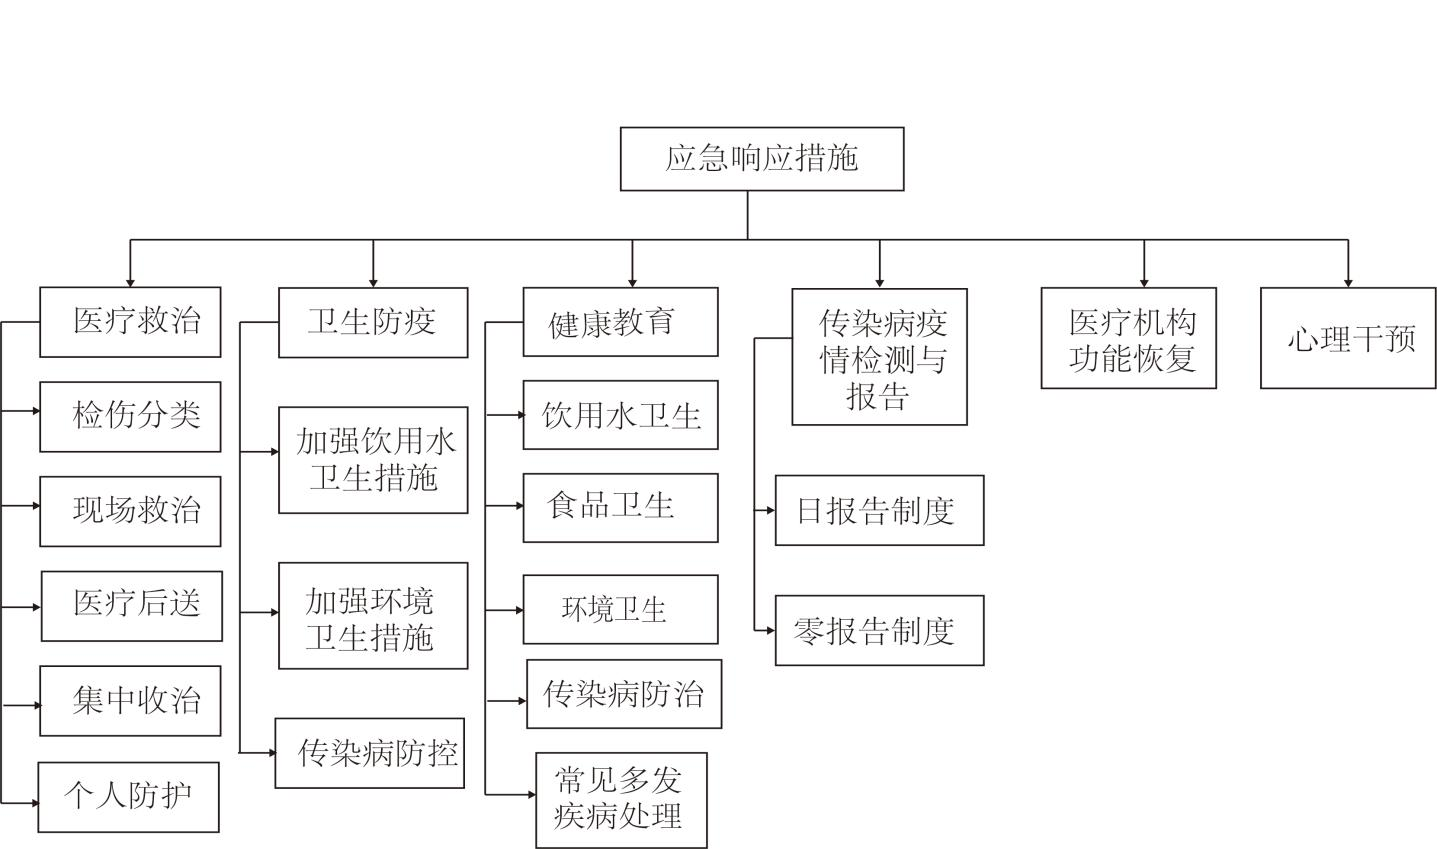 应急响应措施
医疗救治
检伤分类
现场救治
医疗后送
集中收治
个人防护
卫生防疫
加强饮用水
卫生措施
加强环境
卫生措施
传染病防控
健康教育
饮用水卫生
食品卫生
环境卫生
传染病防治
常见多发
疾病处理
传染病疫
情检测与
报告
日报告制度
零报告制度
医疗机构
功能恢复
心理干预